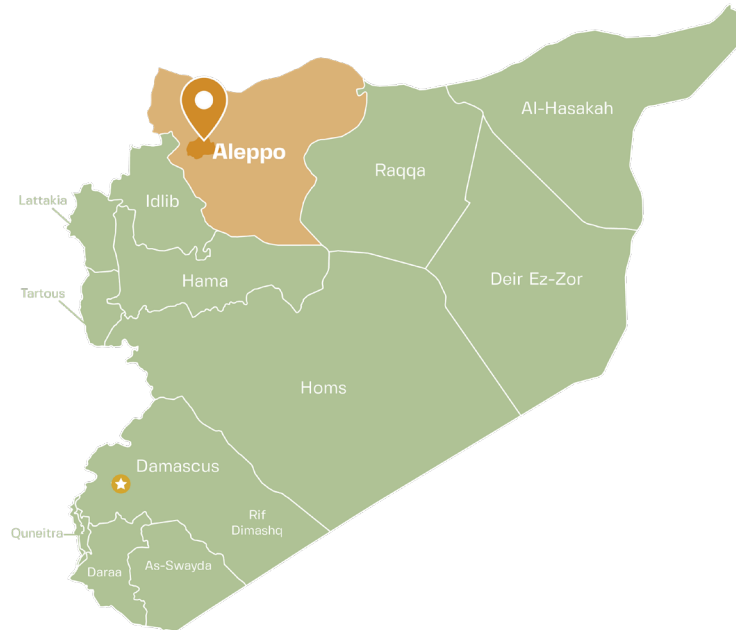 Al-Hasakah
Aleppo
Raqqa
Idlib
Lattakia
Hama
Deir Ez-Zor
Tartous
Homs
Damascus
Rif
Dimashq
Quneitra
Daraa
As-Swayda